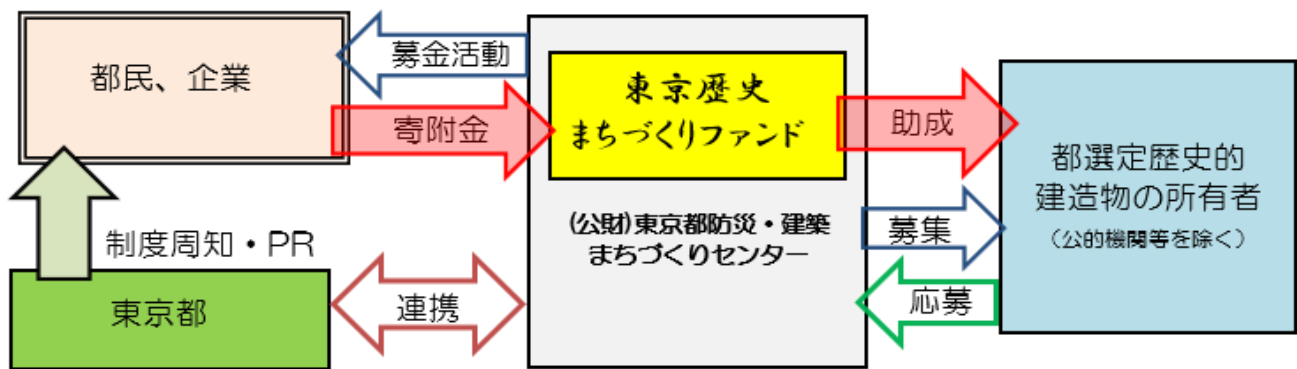 都民、企業
募金活動
寄附金
東京歴史
まちづくりファンド
助成
都選定歴史的
建造物の所有者
(公的機関等を除く)
(公財)東京都防災・建築
まちづくりセンター
募集
応募
制度周知・PR
東京都
連携